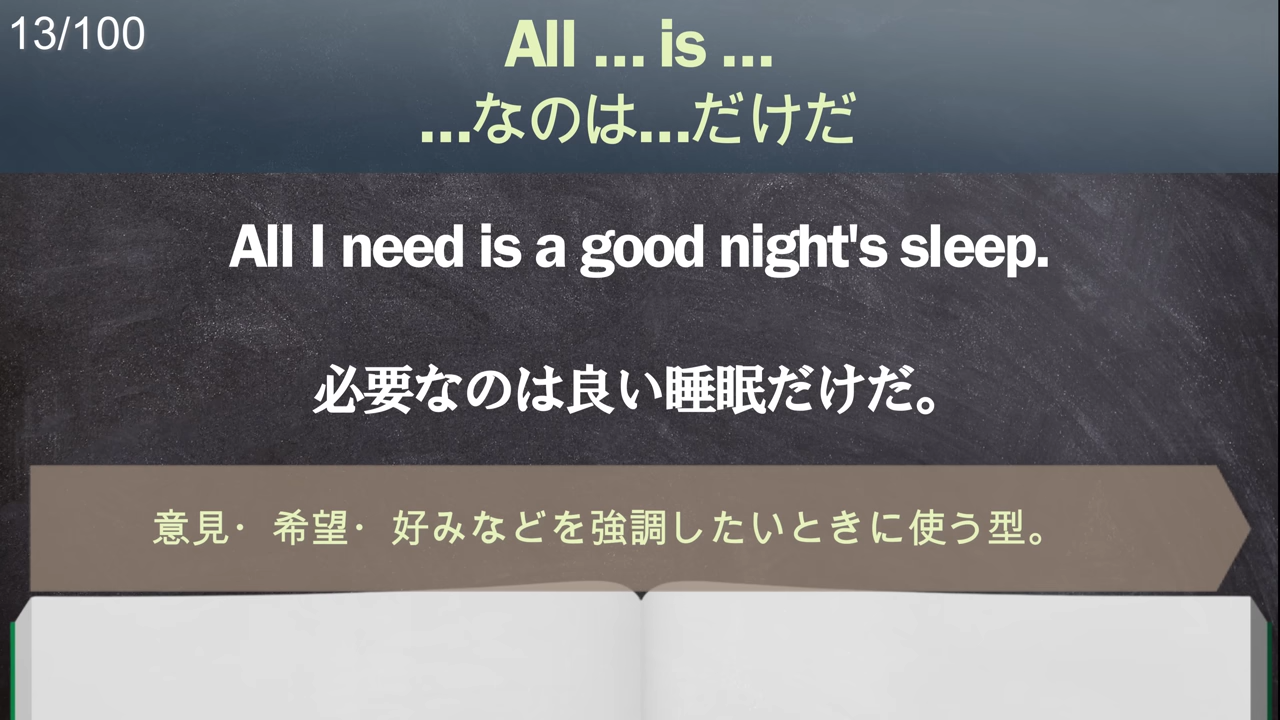 13/100
All ... is ...
...なのは...だけだ
All I need is a good night's sleep.
必要なのは良い睡眠だけだ。
意見・希望・好みなどを強調したいときに使う型。